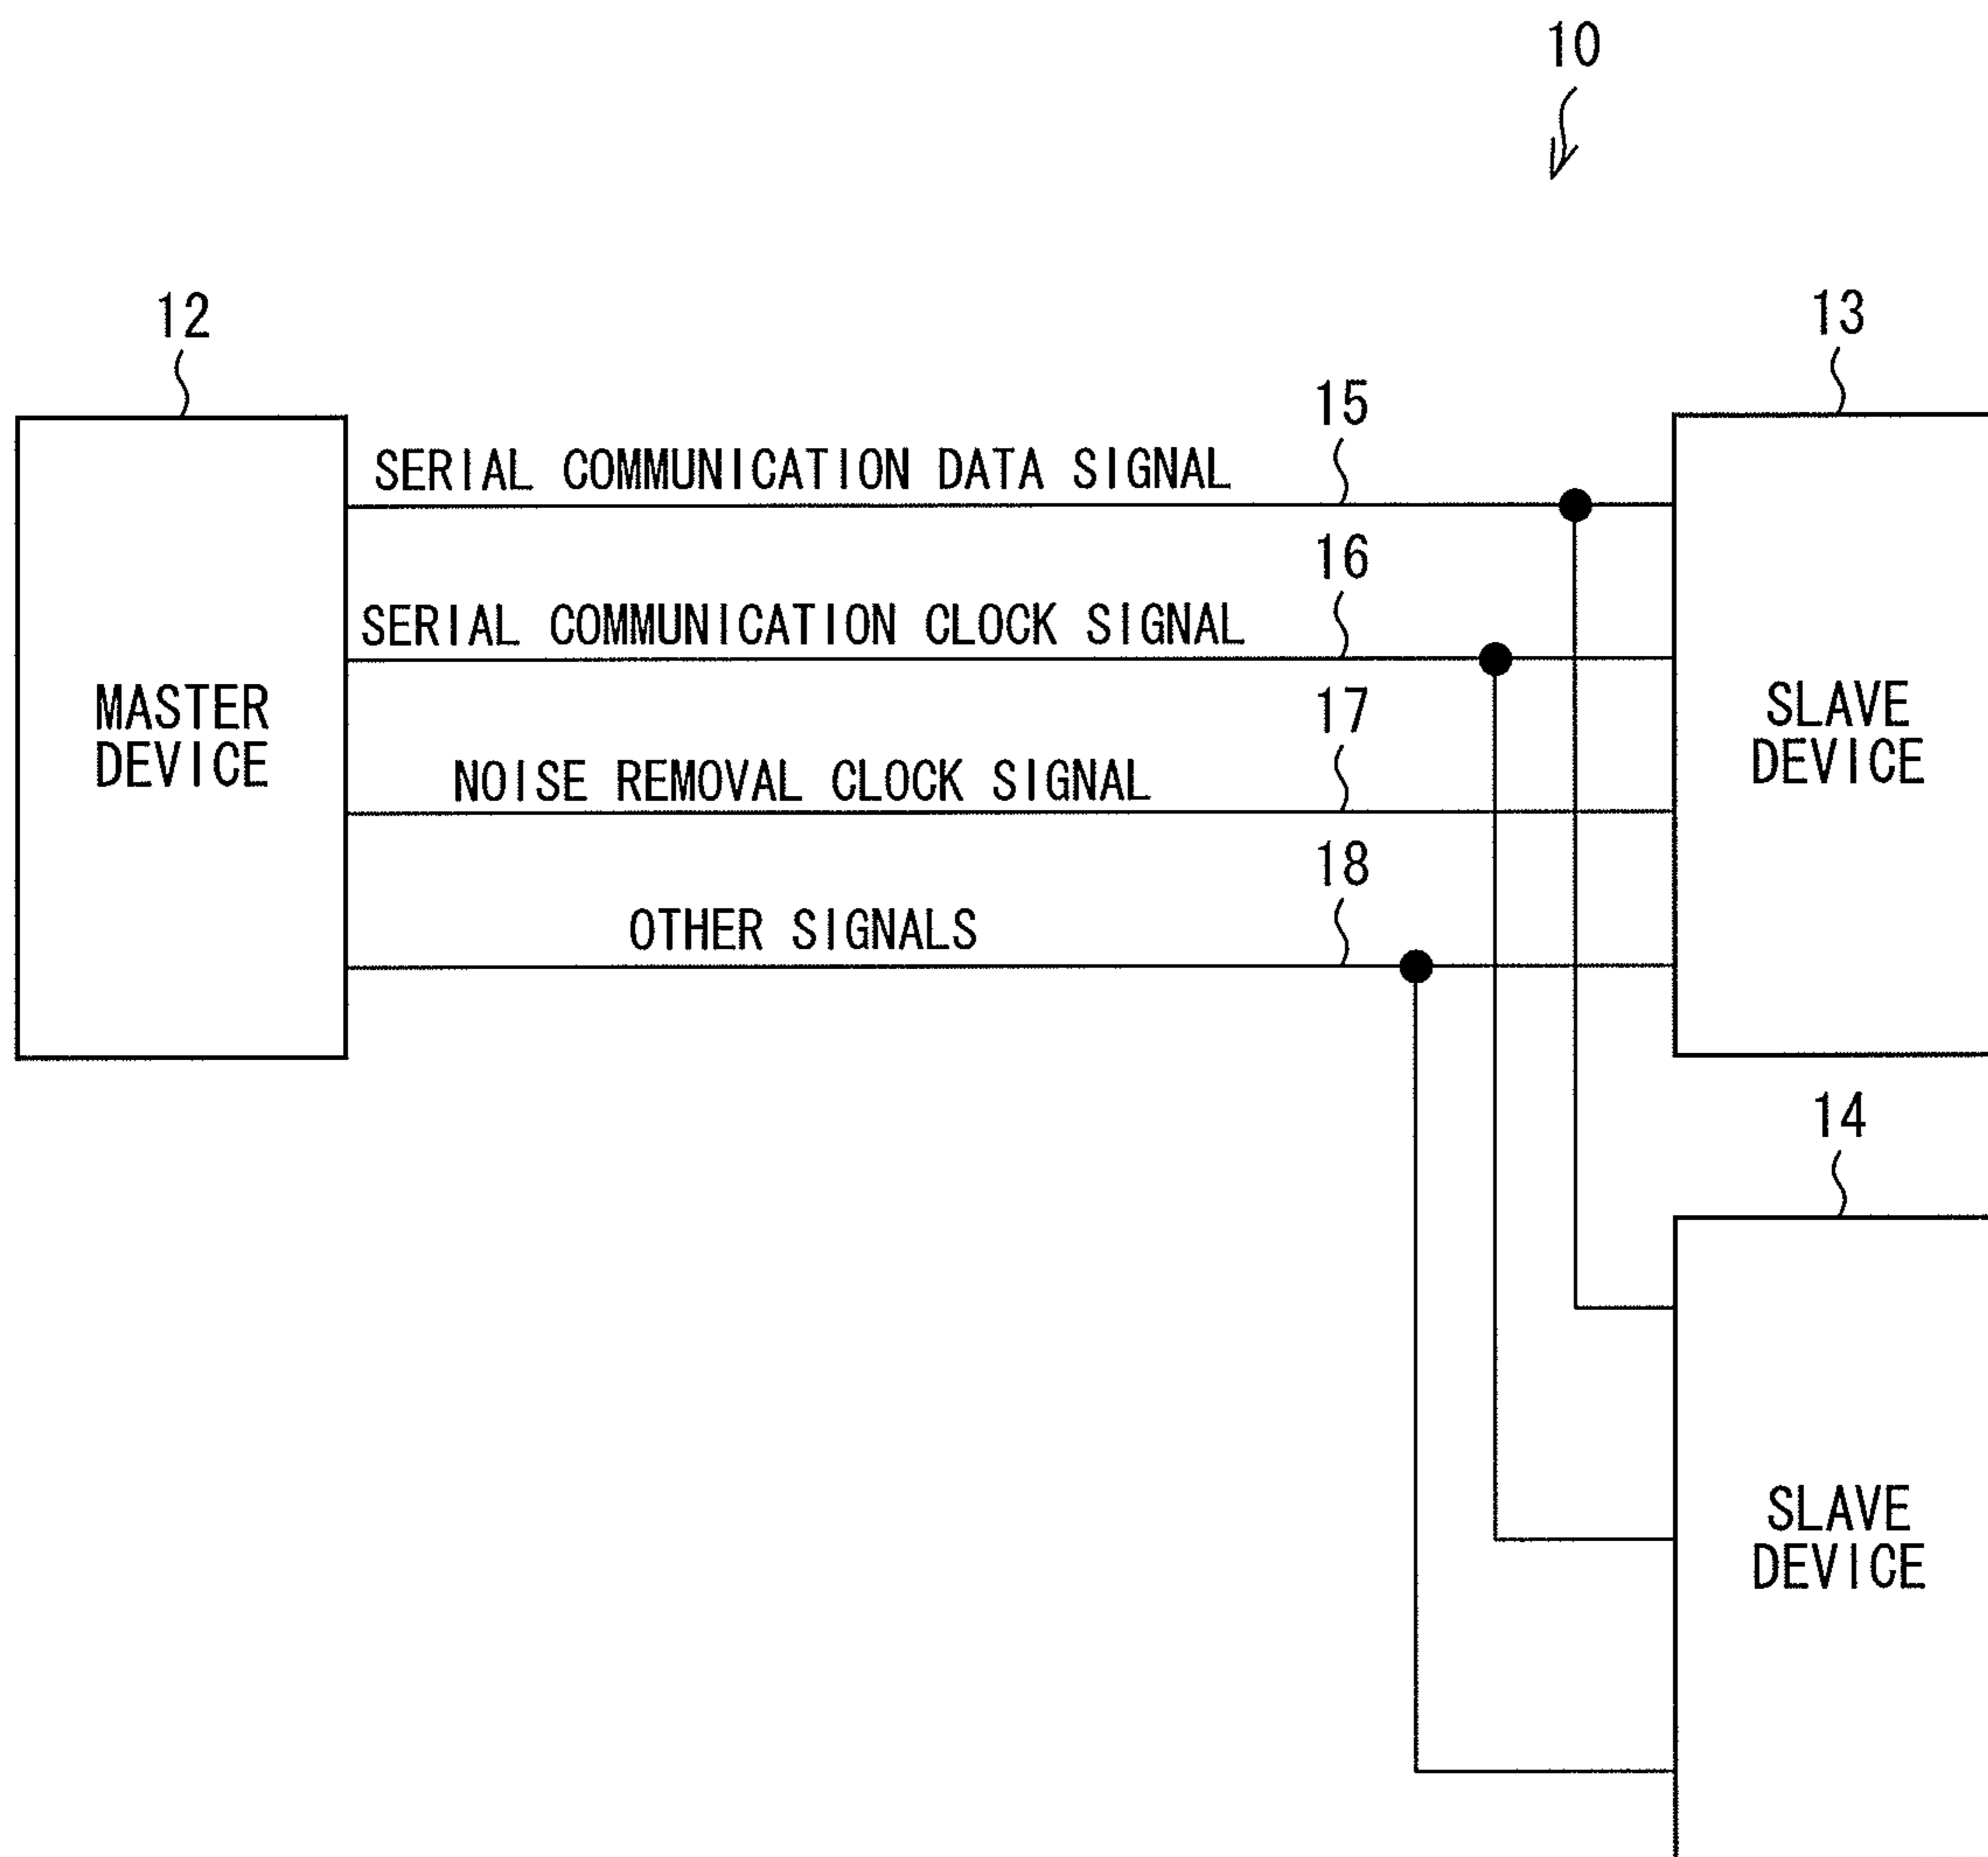 10
12
13
15
SERIAL COMMUNICATION DATA SIGNAL
16
SERIAL COMMUNICATION CLOCK SIGNAL
MASTER
DEVICE
17
SLAVE
DEVICE
NOISE REMOVAL CLOCK SIGNAL
18
OTHER SIGNALS
14
SLAVE
DEVICE